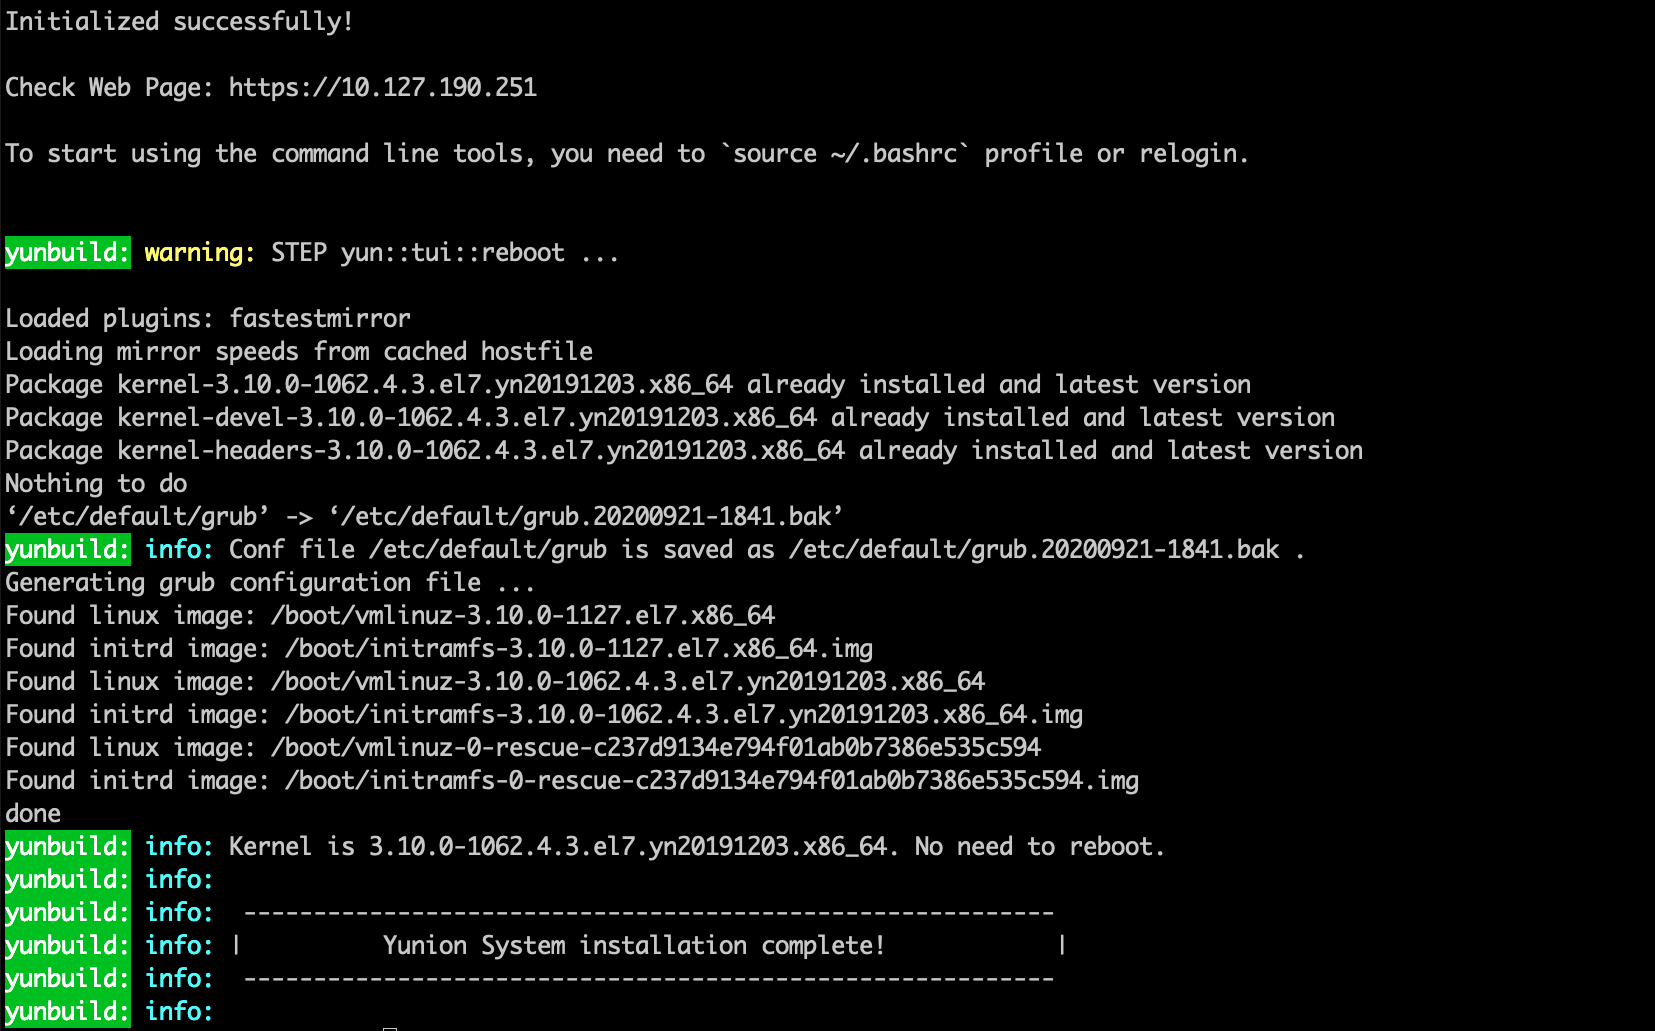 Initialized successfully!
Check Web Page: https://10.127.190.251
To start using the command line tools, you need to `source ~/.bashrc` profile or relogin.
yunbuild: warning: STEP yun::tui::reboot ...
Loaded plugins: fastestmirror
Loading mirror speeds from cached hostfile
Package kernel-3.10.0-1062.4.3.el7.yn20191203.x86_64 already installed and latest version
Package kernel-devel-3.10.0-1062.4.3.el7.yn20191203.x86_64 already installed and latest version
Package kernel-headers-3.10.0-1062.4.3.el7.yn20191203.x86_64 already installed and latest version
Nothing to do
‘/etc/default/grub’ -> ‘/etc/default/grub.20200921-1841.bak’
yunbuild: info: Conf file /etc/default/grub is saved as /etc/default/grub.20200921-1841.bak .
Generating grub configuration file ...
Found linux image: /boot/vmlinuz-3.10.0-1127.el7.x86_64
Found initrd image: /boot/initramfs-3.10.0-1127.el7.x86_64.img
Found linux image: /boot/vmlinuz-3.10.0-1062.4.3.el7.yn20191203.x86_64
Found initrd image: /boot/initramfs-3.10.0-1062.4.3.el7.yn20191203.x86_64.img
Found linux image: /boot/vmlinuz-0-rescue-c237d9134e794f01ab0b7386e535c594
Found initrd image: /boot/initramfs-0-rescue-c237d9134e794f01ab0b7386e535c594.img
done
yunbuild: info: Kernel is 3.10.0-1062.4.3.el7.yn20191203.x86_64. No need to reboot.
yunbuild: info:
yunbuild: info:  ----------------------------------------------------------
yunbuild: info: |          Yunion System installation complete!            |
yunbuild: info:  ----------------------------------------------------------
yunbuild: info: